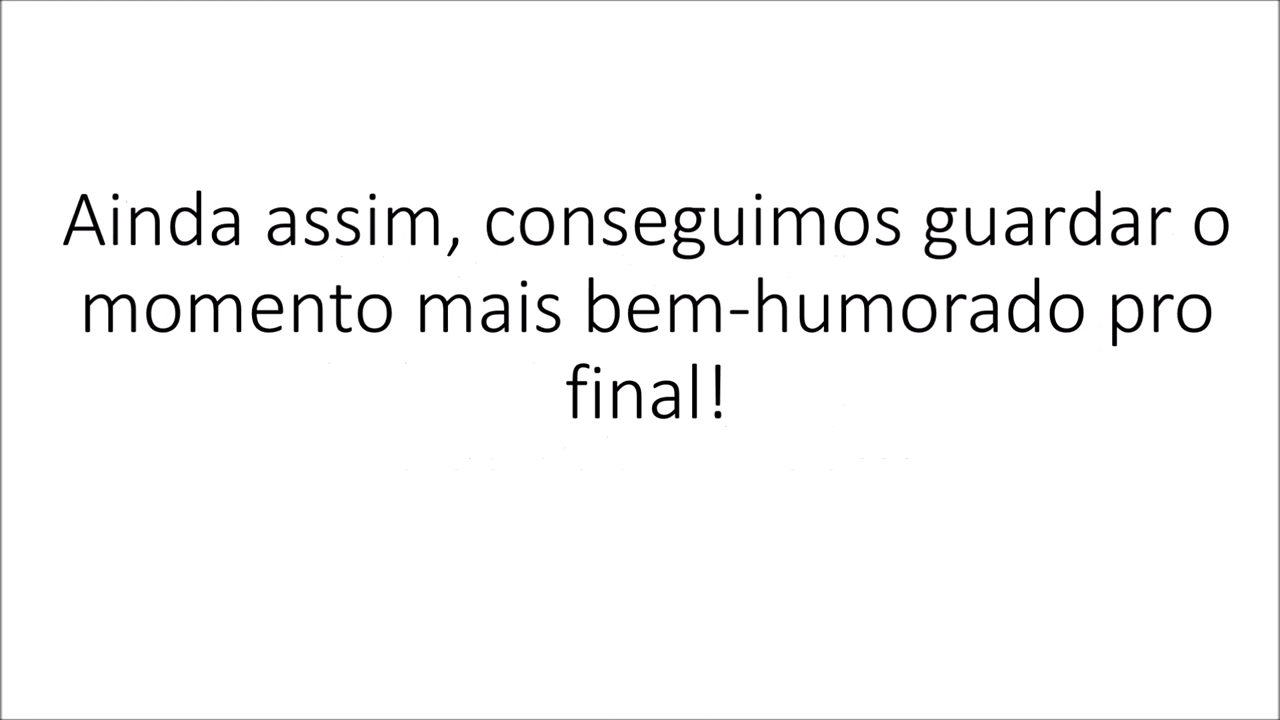 Ainda assim, conseguimos guardar o
momento mais bem-humorado pro
final!